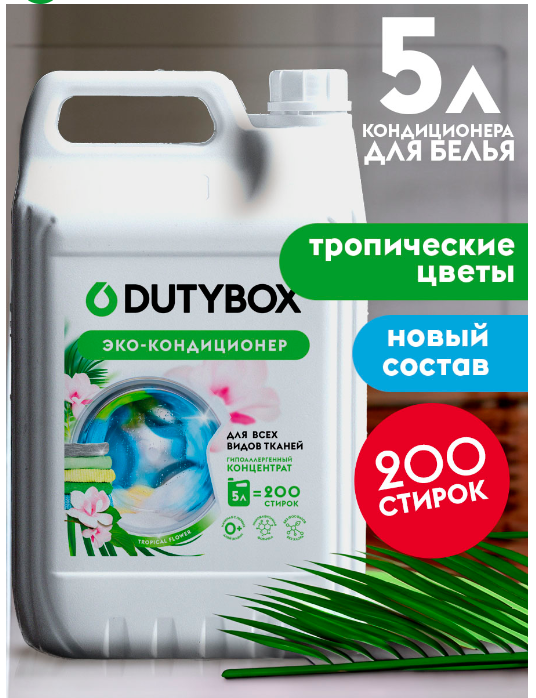 5л
КОНДИЦИОНЕРА
ДЛЯ БЕЛЬЯ
тропические
цветы
DUTYBOX
новый
состав
ЭКО-КОНДИЦИОНЕР
200
СТИРОК
ДЛЯ ВСЕХ
ВИДОВ ТКАНЕЙ
ГИПОАЛЛЕРГЕННЫЙ
КОНЦЕНТРАТ
5л = 200
СТИРОК
0+
TROPICAL FLOWER